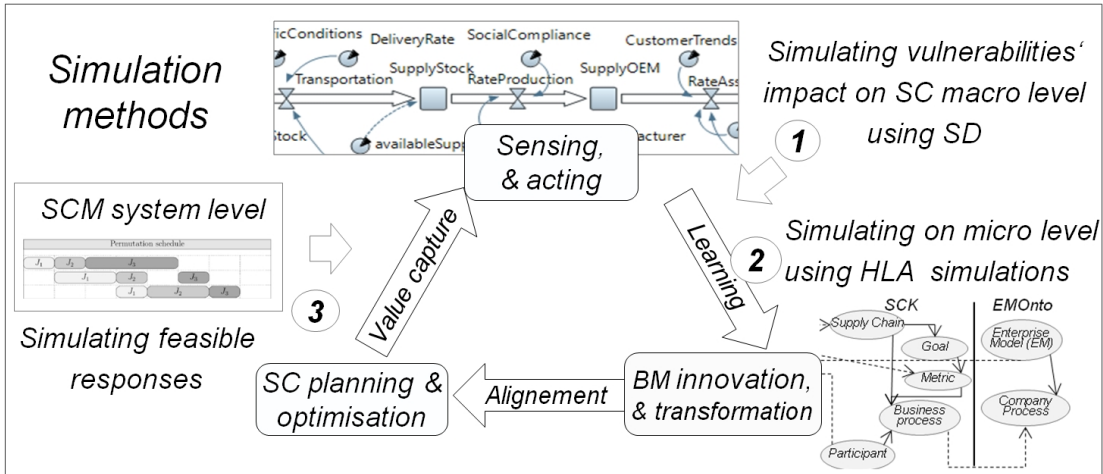 Simulation
methods
ricConditions
DeliveryRate
SocialCompliance
CustomerTrends
Transportation
SupplyStock
RateProduction
SupplyOEM
RateAss
Stock
availableSupp
acturer
Simulating vulnerabilities‘
impact on SC macro level
using SD
1
Sensing,
& acting
SCM system level
Permutation schedule
J1 J2 J3
J1 J2 J3
J1 J2 J3
3
Simulating feasible
responses
Value capture
Learning
2
Simulating on micro level
using HLA simulations
SCK
EMOnto
Supply Chain
Goal
Metric
Business
process
Participant
Enterprise
Model (EM)
Company
Process
SC planning &
optimisation
Alignement
BM innovation,
& transformation